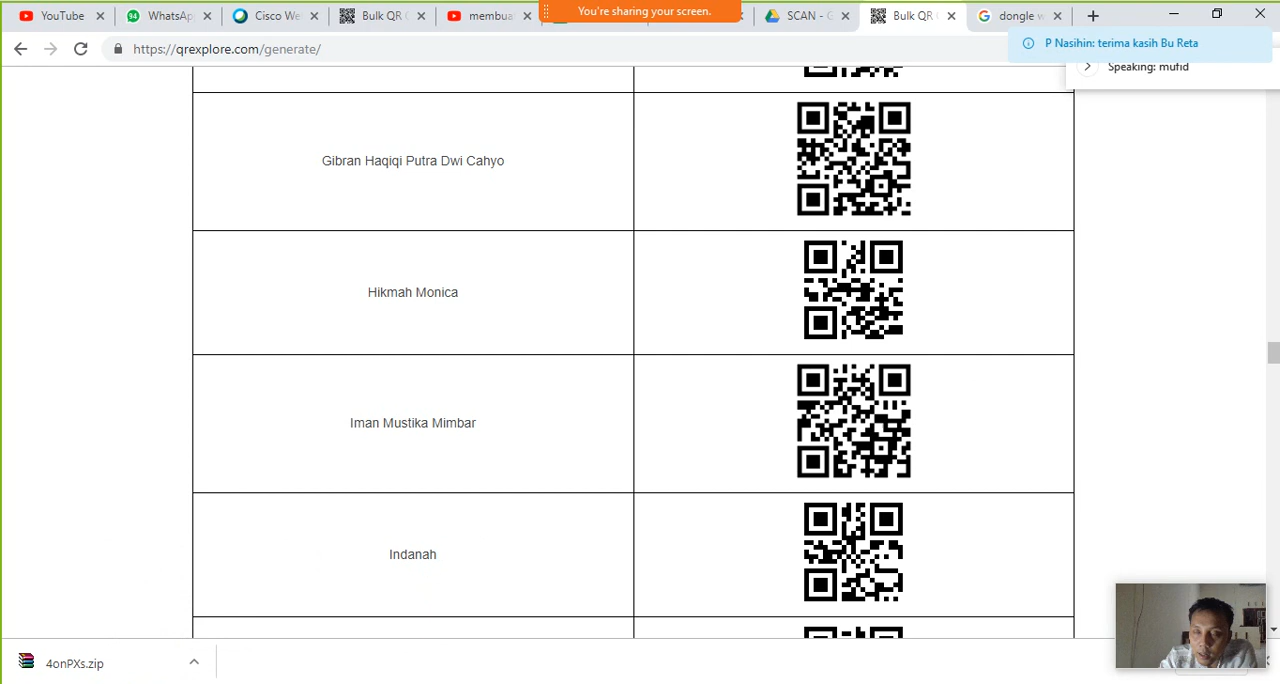 YouTube
94
WhatsAp
Cisco We
Bulk QR
membua
You're sharing your screen.
SCAN - G
Bulk QR
dongle w
https://qrexplore.com/generate/
P Nasihin: terima kasih Bu Reta
Speaking: mufid
Gibran Haqiqi Putra Dwi Cahyo
Hikmah Monica
Iman Mustika Mimbar
Indanah
4onPXs.zip